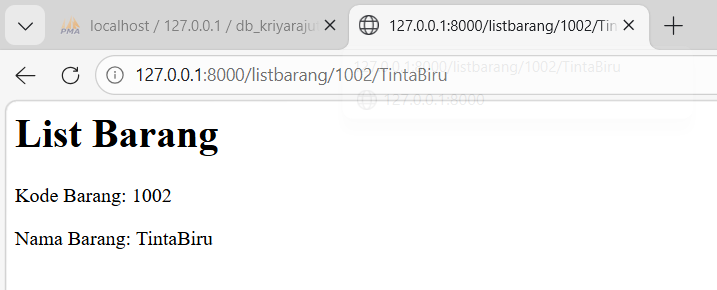 localhost / 127.0.0.1 / db_kriyaraju
127.0.0.1:8000/listbarang/1002/Tin
127.0.0.1:8000/listbarang/1002/TintaBiru
127.0.0.1:8000/listbarang/1002/TintaBiru
127.0.0.1:8000
List Barang
Kode Barang: 1002
Nama Barang: TintaBiru